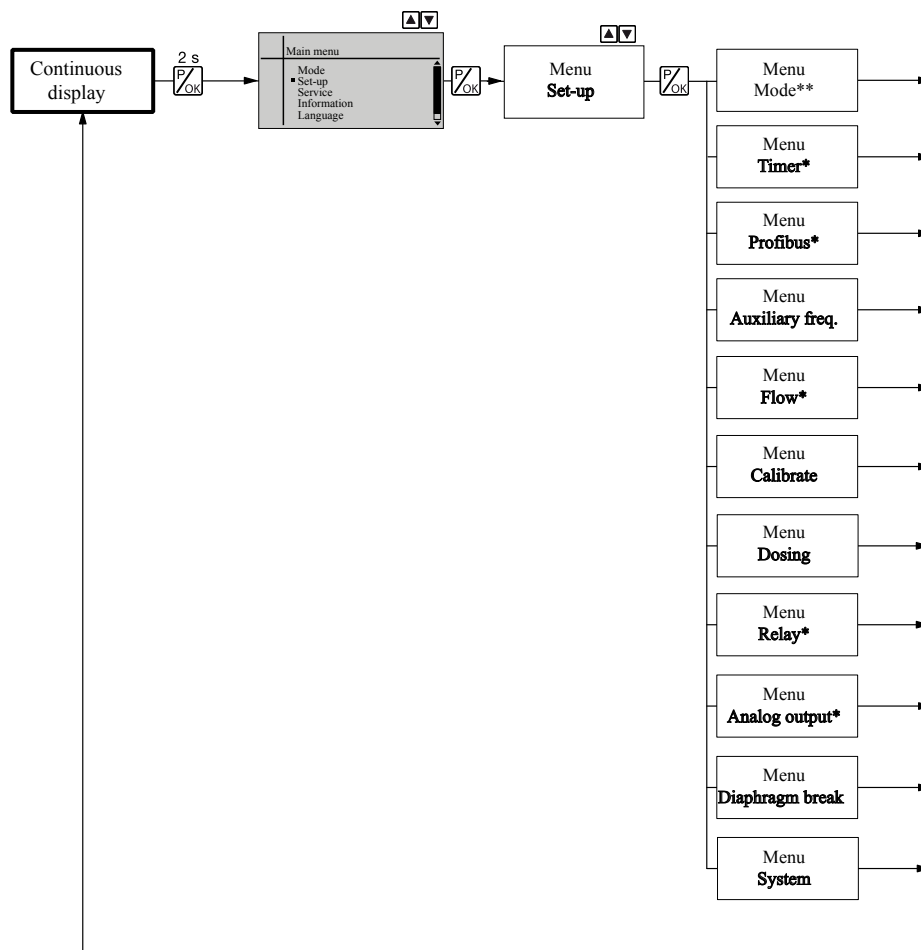 Continuous
display
2 s
P/OK
Main menu
Mode
Set-up
Service
Information
Language
P/OK
Menu
Set-up
P/OK
Menu
Mode**
Menu
Timer*
Menu
Profibus*
Menu
Auxiliary freq.
Menu
Flow*
Menu
Calibrate
Menu
Dosing
Menu
Relay*
Menu
Analog output*
Menu
Diaphragm break
Menu
System